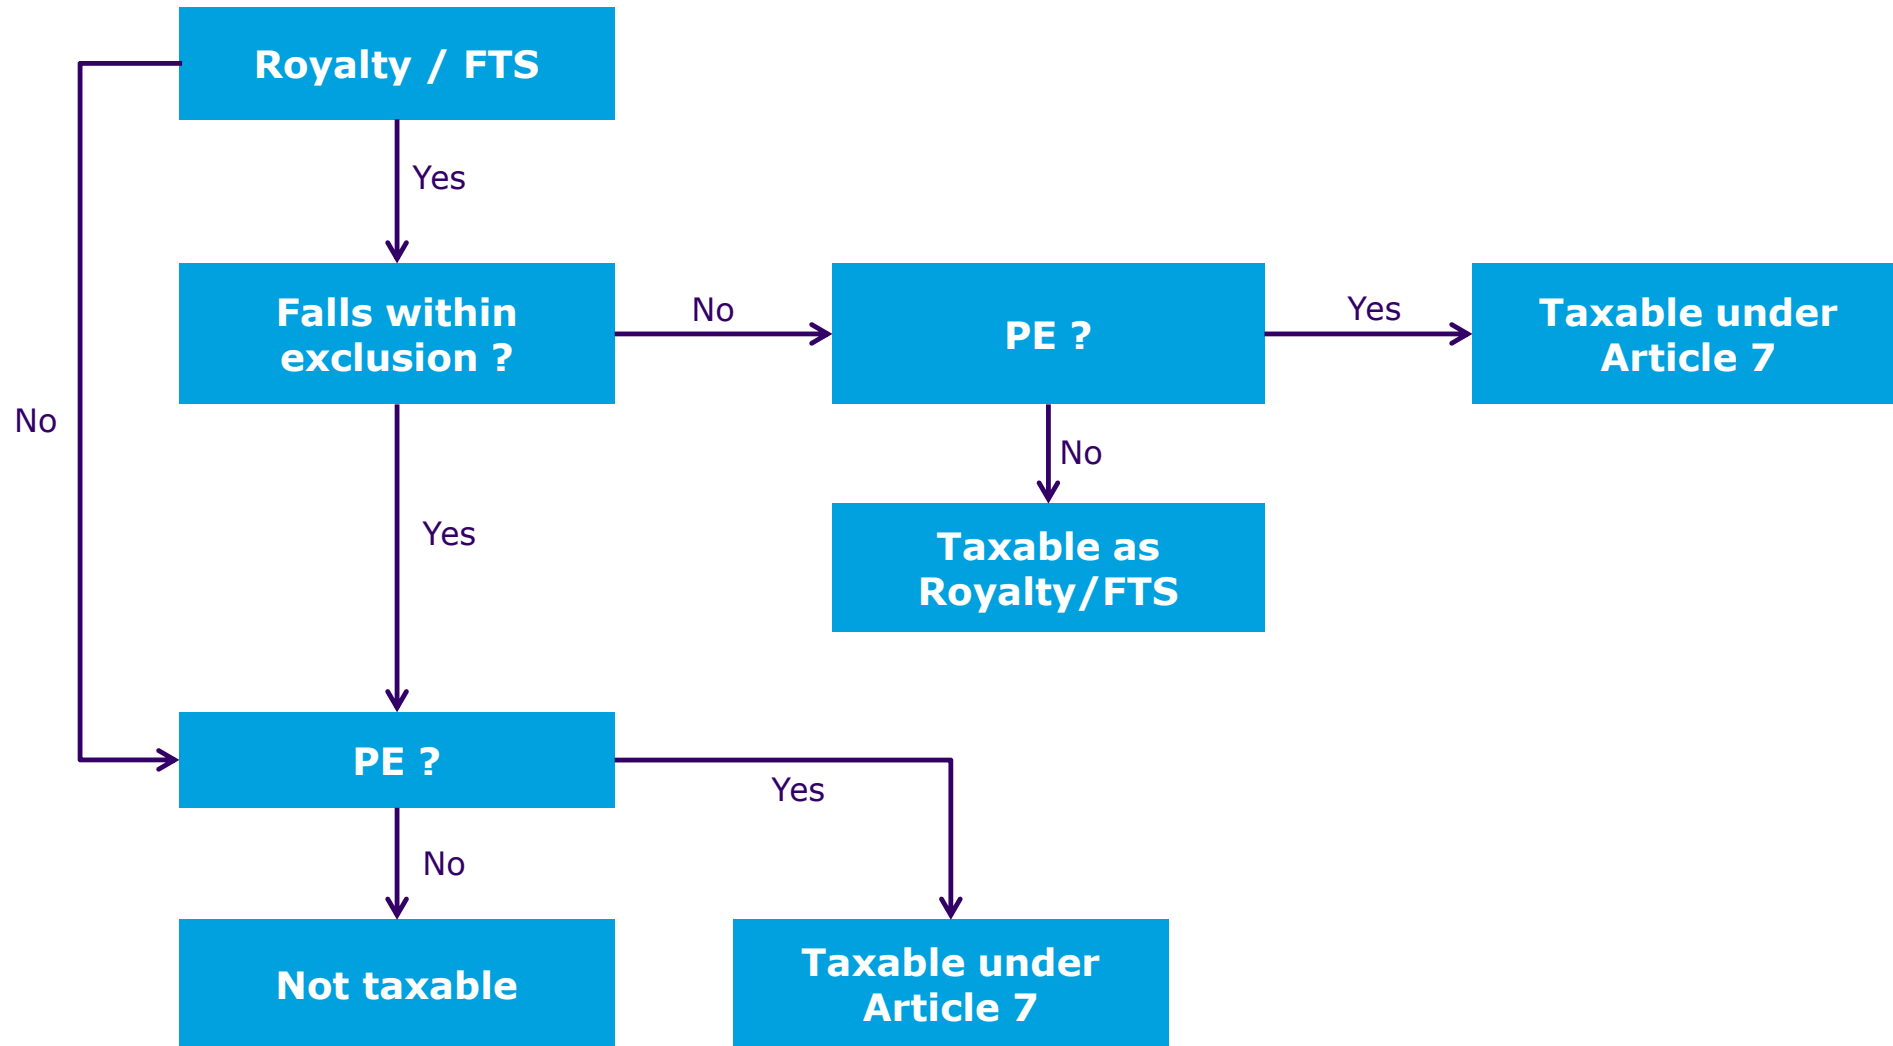 Royalty / FTS
Yes
Falls within
exclusion ?
No
PE ?
Yes
Taxable under
Article 7
No
No
Taxable as
Royalty/FTS
Yes
PE ?
Yes
No
Not taxable
Taxable under
Article 7